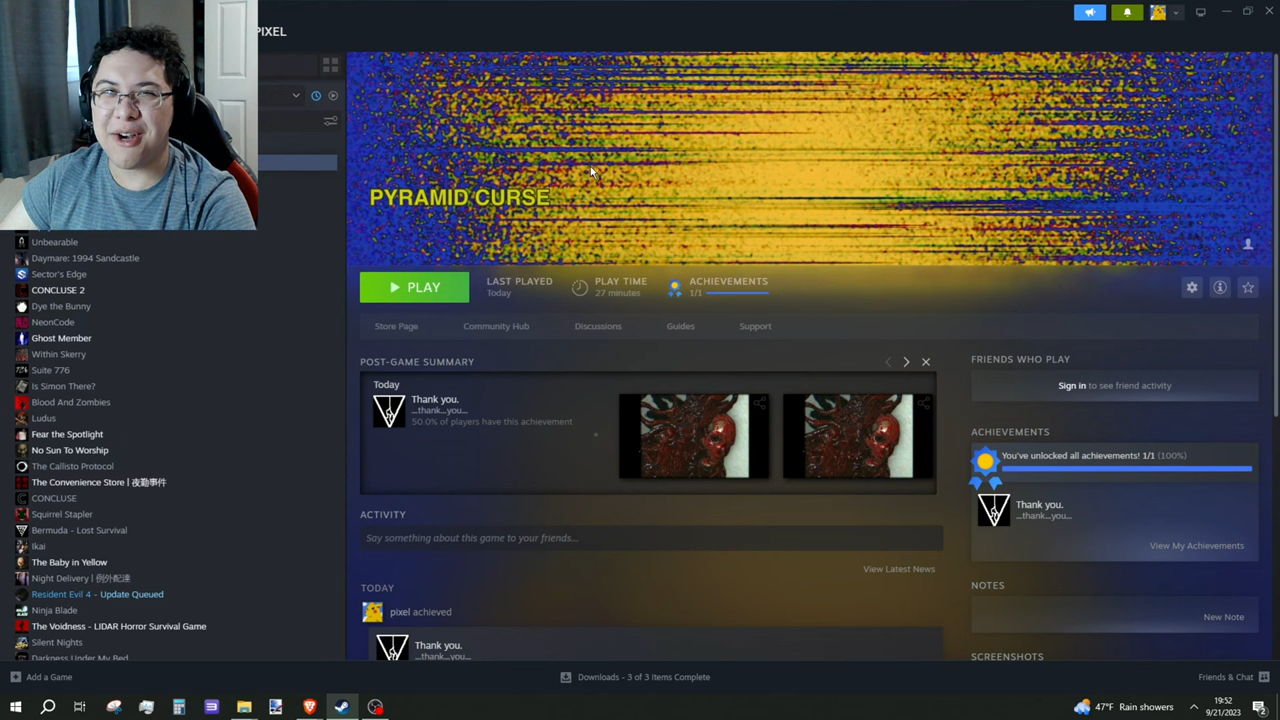 PIXEL
PYRAMID CURSE
PLAY
LAST PLAYED
Today
PLAY TIME
27 minutes
ACHIEVEMENTS
1/1
Store Page
Community Hub
Discussions
Guides
Support
POST-GAME SUMMARY
Today
Thank you.
...thank...you...
50.0% of players have this achievement
ACTIVITY
Say something about this game to your friends...
View Latest News
TODAY
pixel achieved
Thank you.
...thank...you...
FRIENDS WHO PLAY
Sign in to see friend activity
ACHIEVEMENTS
You've unlocked all achievements! 1/1 (100%)
Thank you.
...thank...you...
View My Achievements
NOTES
New Note
SCREENSHOTS
Unbearable
Daymare: 1994 Sandcastle
Sector's Edge
CONCLUSE 2
Dye the Bunny
NeonCode
Ghost Member
Within Skerry
Suite 776
Is Simon There?
Blood And Zombies
Ludus
Fear the Spotlight
No Sun To Worship
The Callisto Protocol
The Convenience Store | 夜勤事件
CONCLUSE
Squirrel Stapler
Bermuda - Lost Survival
Ikai
The Baby in Yellow
Night Delivery | 例外配達
Resident Evil 4 - Update Queued
Ninja Blade
The Voidness - LIDAR Horror Survival Game
Silent Nights
Darkness Under My Bed
Add a Game
Downloads - 3 of 3 Items Complete
Friends & Chat
47°F Rain showers
19:52
9/21/2023
2